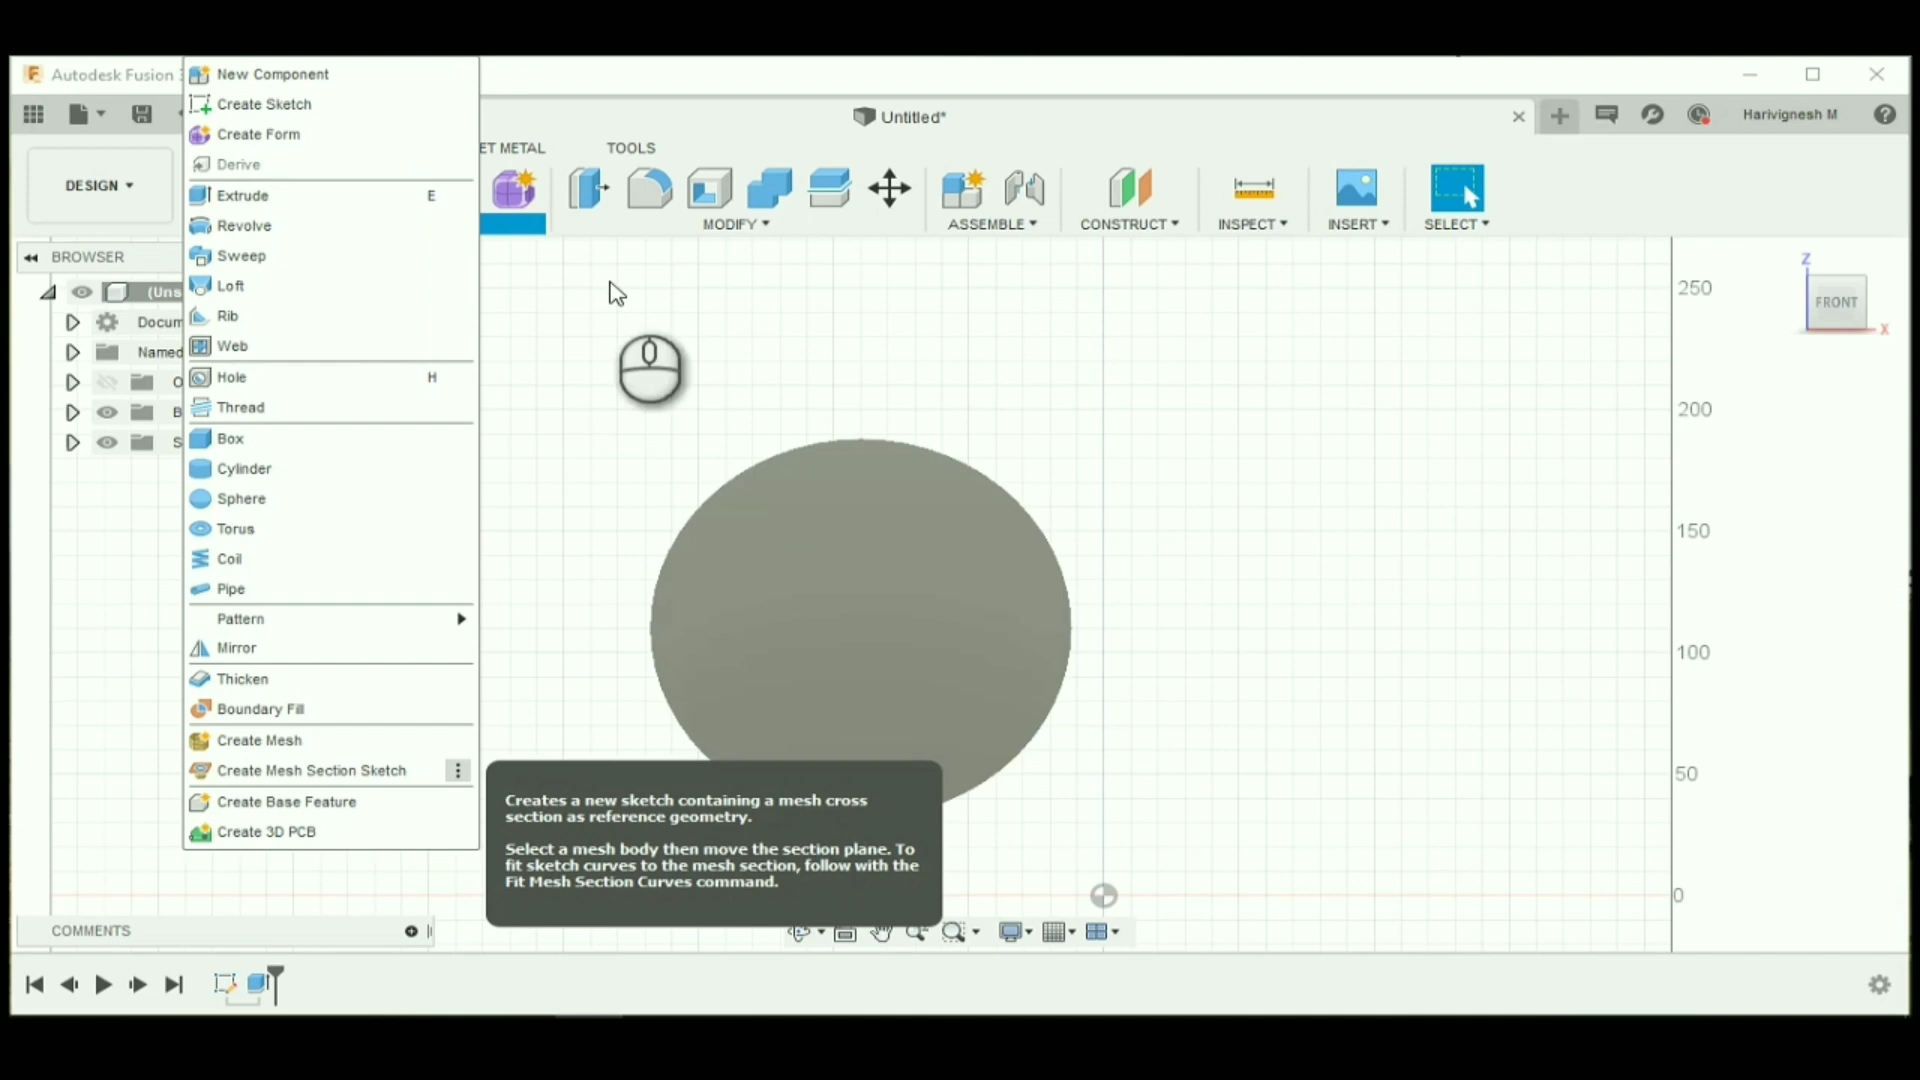 Autodesk Fusion
Untitled*
Harivignesh M
New Component
Create Sketch
Create Form
Derive
Extrude E
Revolve
Sweep
Loft
Rib
Web
Hole H
Thread
Box
Cylinder
Sphere
Torus
Coil
Pipe
Pattern
Mirror
Thicken
Boundary Fill
Create Mesh
Create Mesh Section Sketch
Create Base Feature
Create 3D PCB
DESIGN
ET METAL
TOOLS
MODIFY
ASSEMBLE
CONSTRUCT
INSPECT
INSERT
SELECT
BROWSER
(Uns
Docum
Named
O
B
S
Z
FRONT
X
250
200
150
100
50
0
Creates a new sketch containing a mesh cross
section as reference geometry.
Select a mesh body then move the section plane. To
fit sketch curves to the mesh section, follow with the
Fit Mesh Section Curves command.
COMMENTS